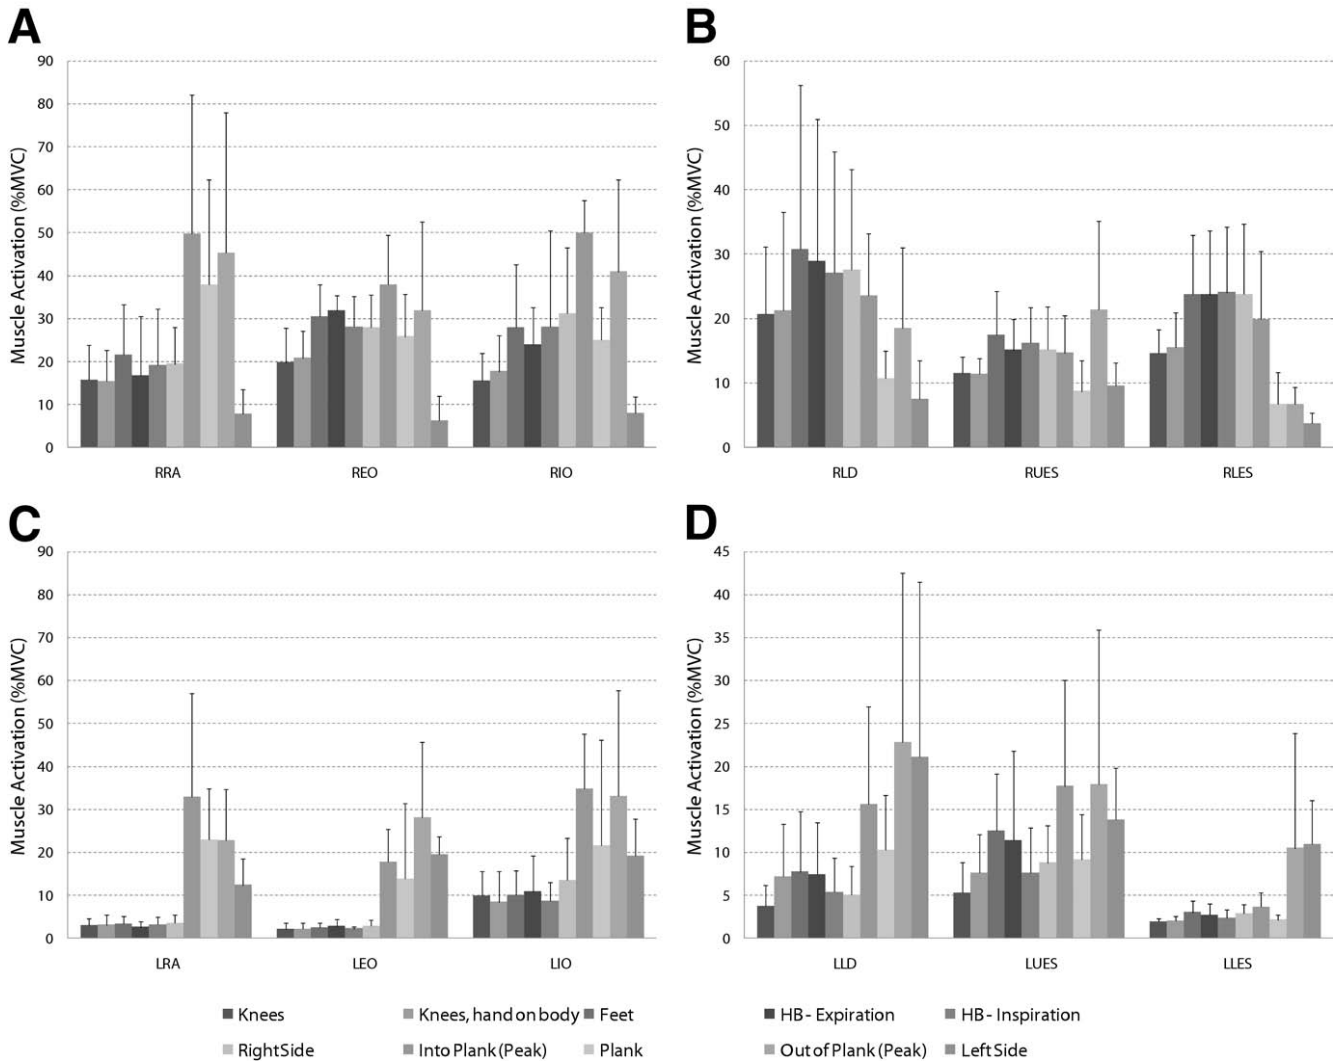 A
B
90
80
70
60
50
40
30
20
10
0
Muscle Activation (%MVC)
RRA
REO
RIO
60
50
40
30
20
10
0
Muscle Activation (%MVC)
RLD
RUES
RLES
C
D
90
80
70
60
50
40
30
20
10
0
Muscle Activation (%MVC)
LRA
LEO
LIO
45
40
35
30
25
20
15
10
5
0
Muscle Activation (%MVC)
LLD
LUES
LLES
Knees
Knees, hand on body
Feet
HB - Expiration
HB - Inspiration
Right Side
Into Plank (Peak)
Plank
Out of Plank (Peak)
Left Side